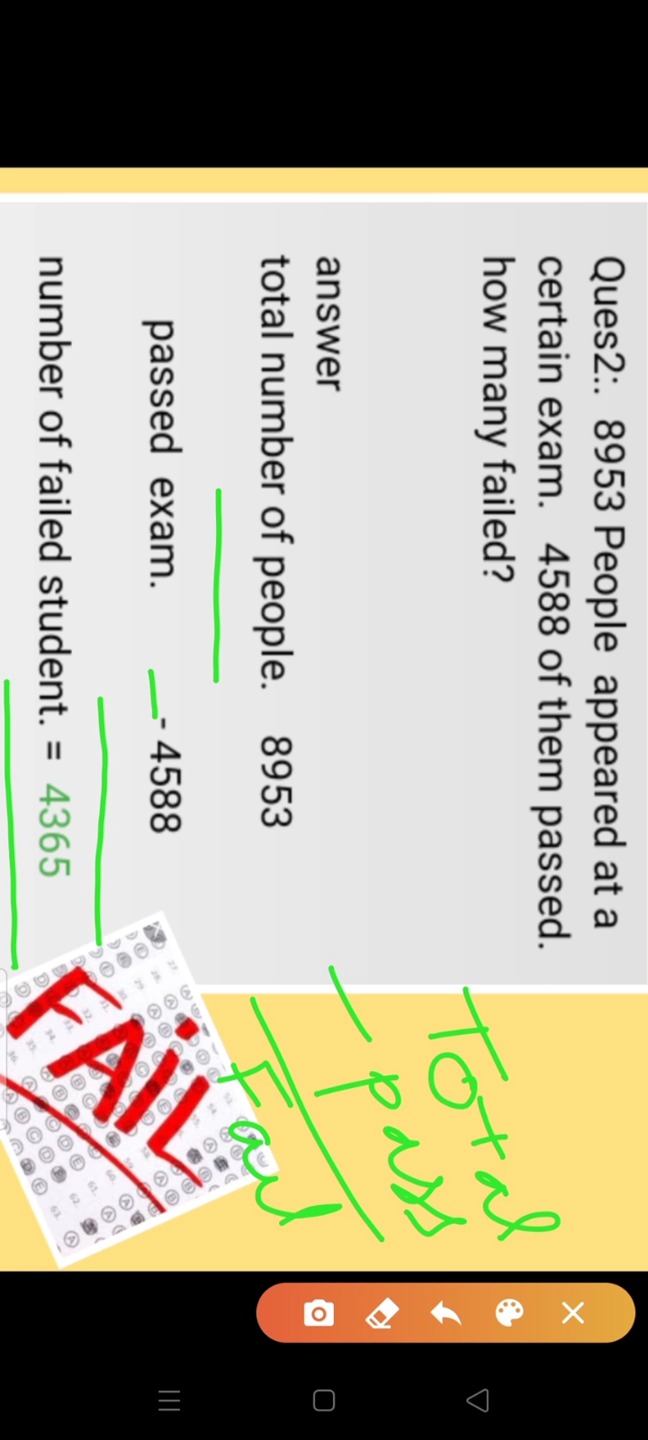 Ques2:. 8953 People appeared at a
certain exam. 4588 of them passed.
how many failed?
answer
total number of people. 8953
passed exam. - 4588
number of failed student. = 4365
Total
- pass
FAIL